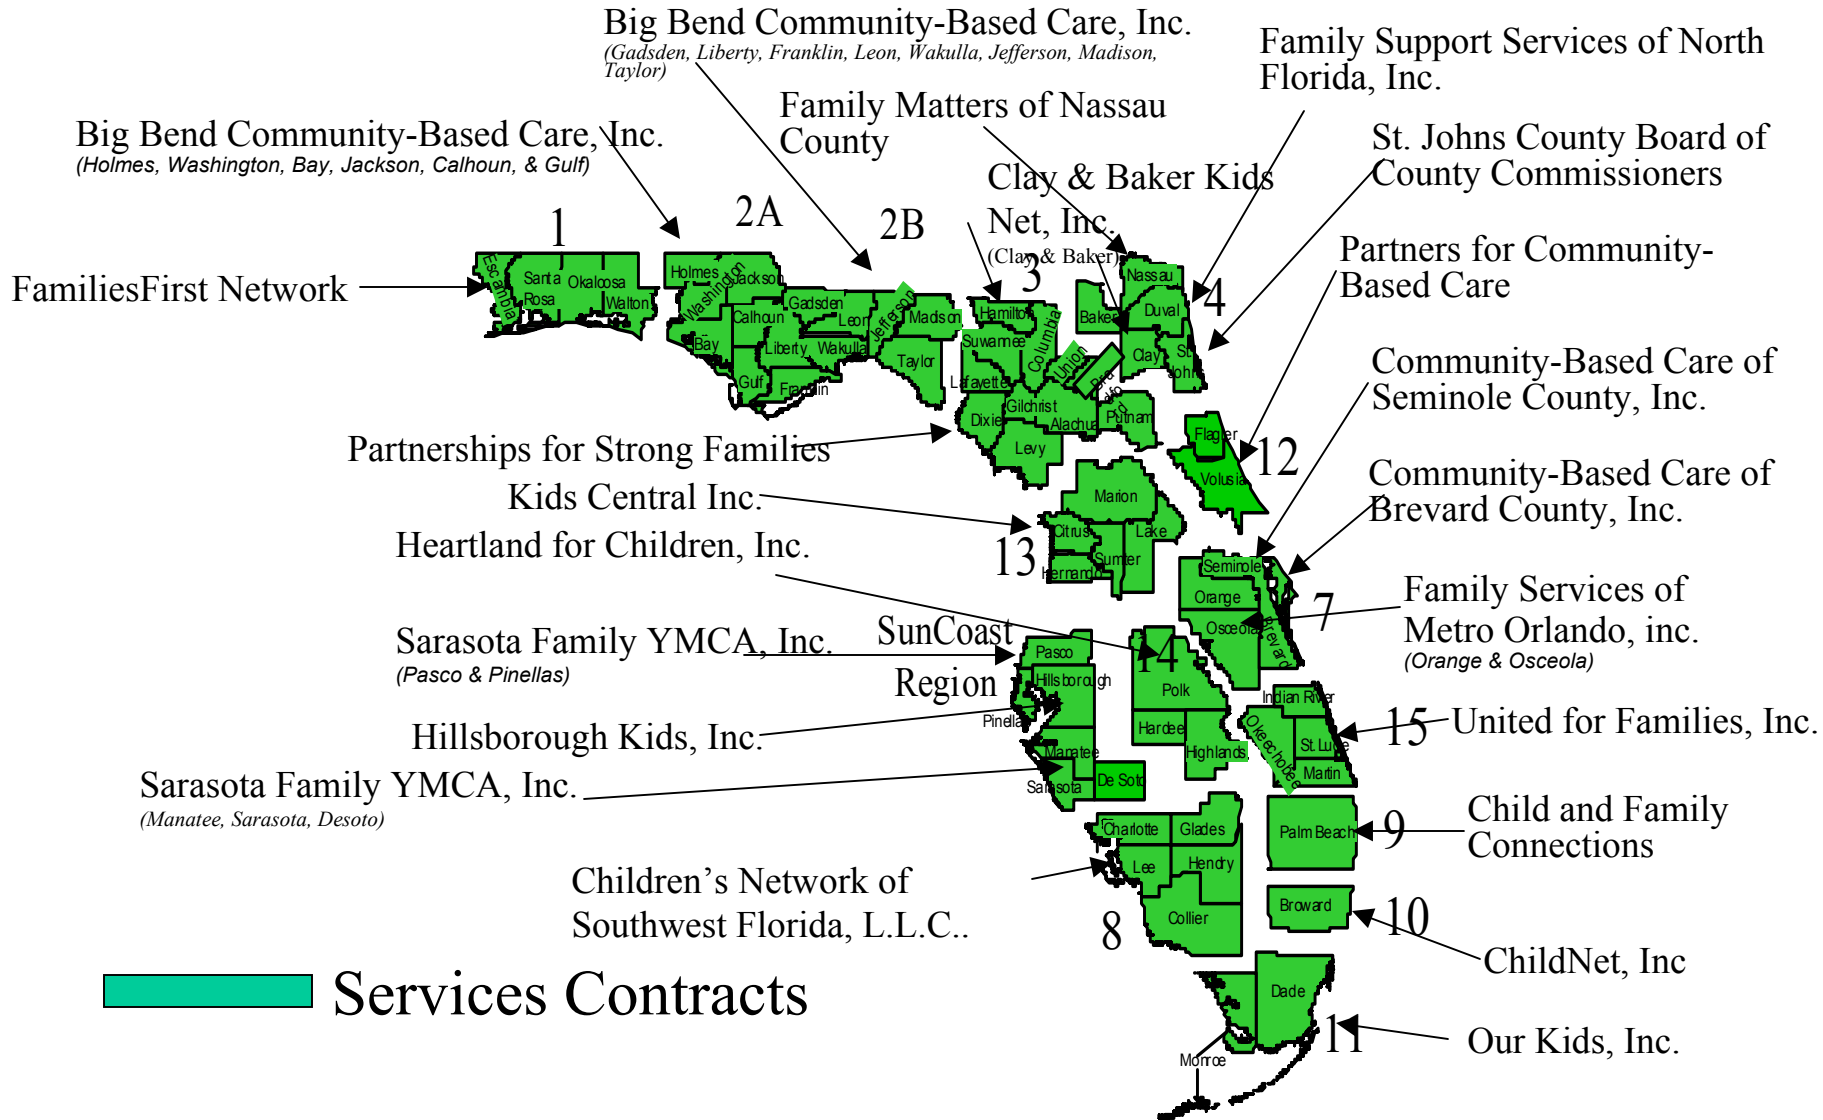 Big Bend Community-Based Care, Inc.
(Gadsden, Liberty, Franklin, Leon, Wakulla, Jefferson, Madison,
Taylor)
Family Support Services of North
Florida, Inc.
Family Matters of Nassau
County
Big Bend Community-Based Care, Inc.
(Holmes, Washington, Bay, Jackson, Calhoun, & Gulf)
St. Johns County Board of
County Commissioners
Clay & Baker Kids
Net, Inc.
(Clay & Baker)
1
2A
2B
3
4
Partners for Community-
Based Care
FamiliesFirst Network
Escambia
Santa
Rosa
Okaloosa
Walton
Holmes
Washington
Jackson
Bay
Calhoun
Gulf
Gadsden
Liberty
Leon
Wakulla
Franklin
Jefferson
Madison
Taylor
Hamilton
Suwannee
Columbia
Lafayette
Union
Bra
dfo
rd
Dixie
Gilchrist
Alachua
Levy
Putnam
Baker
Nassau
Duval
Clay
St.
Johns
Community-Based Care of
Seminole County, Inc.
Partnerships for Strong Families
Flagler
Volusia
12
Community-Based Care of
Brevard County, Inc.
Kids Central Inc.
Marion
Citrus
Lake
Sumter
Hernando
13
Heartland for Children, Inc.
Seminole
Orange
Osceola
Brevard
7
Family Services of
Metro Orlando, inc.
(Orange & Osceola)
Sarasota Family YMCA, Inc.
(Pasco & Pinellas)
SunCoast
Region
Pasco
Hillsborough
Pinellas
14
Polk
Hardee
Highlands
Indian River
Okeechobee
St. Lucie
Martin
15
United for Families, Inc.
Hillsborough Kids, Inc.
Manatee
Sarasota
De Soto
Sarasota Family YMCA, Inc.
(Manatee, Sarasota, Desoto)
Charlotte
Glades
Lee
Hendry
Collier
8
Palm Beach
9
Child and Family
Connections
Children’s Network of
Southwest Florida, L.L.C..
Broward
10
ChildNet, Inc
Services Contracts
Dade
Monroe
11
Our Kids, Inc.